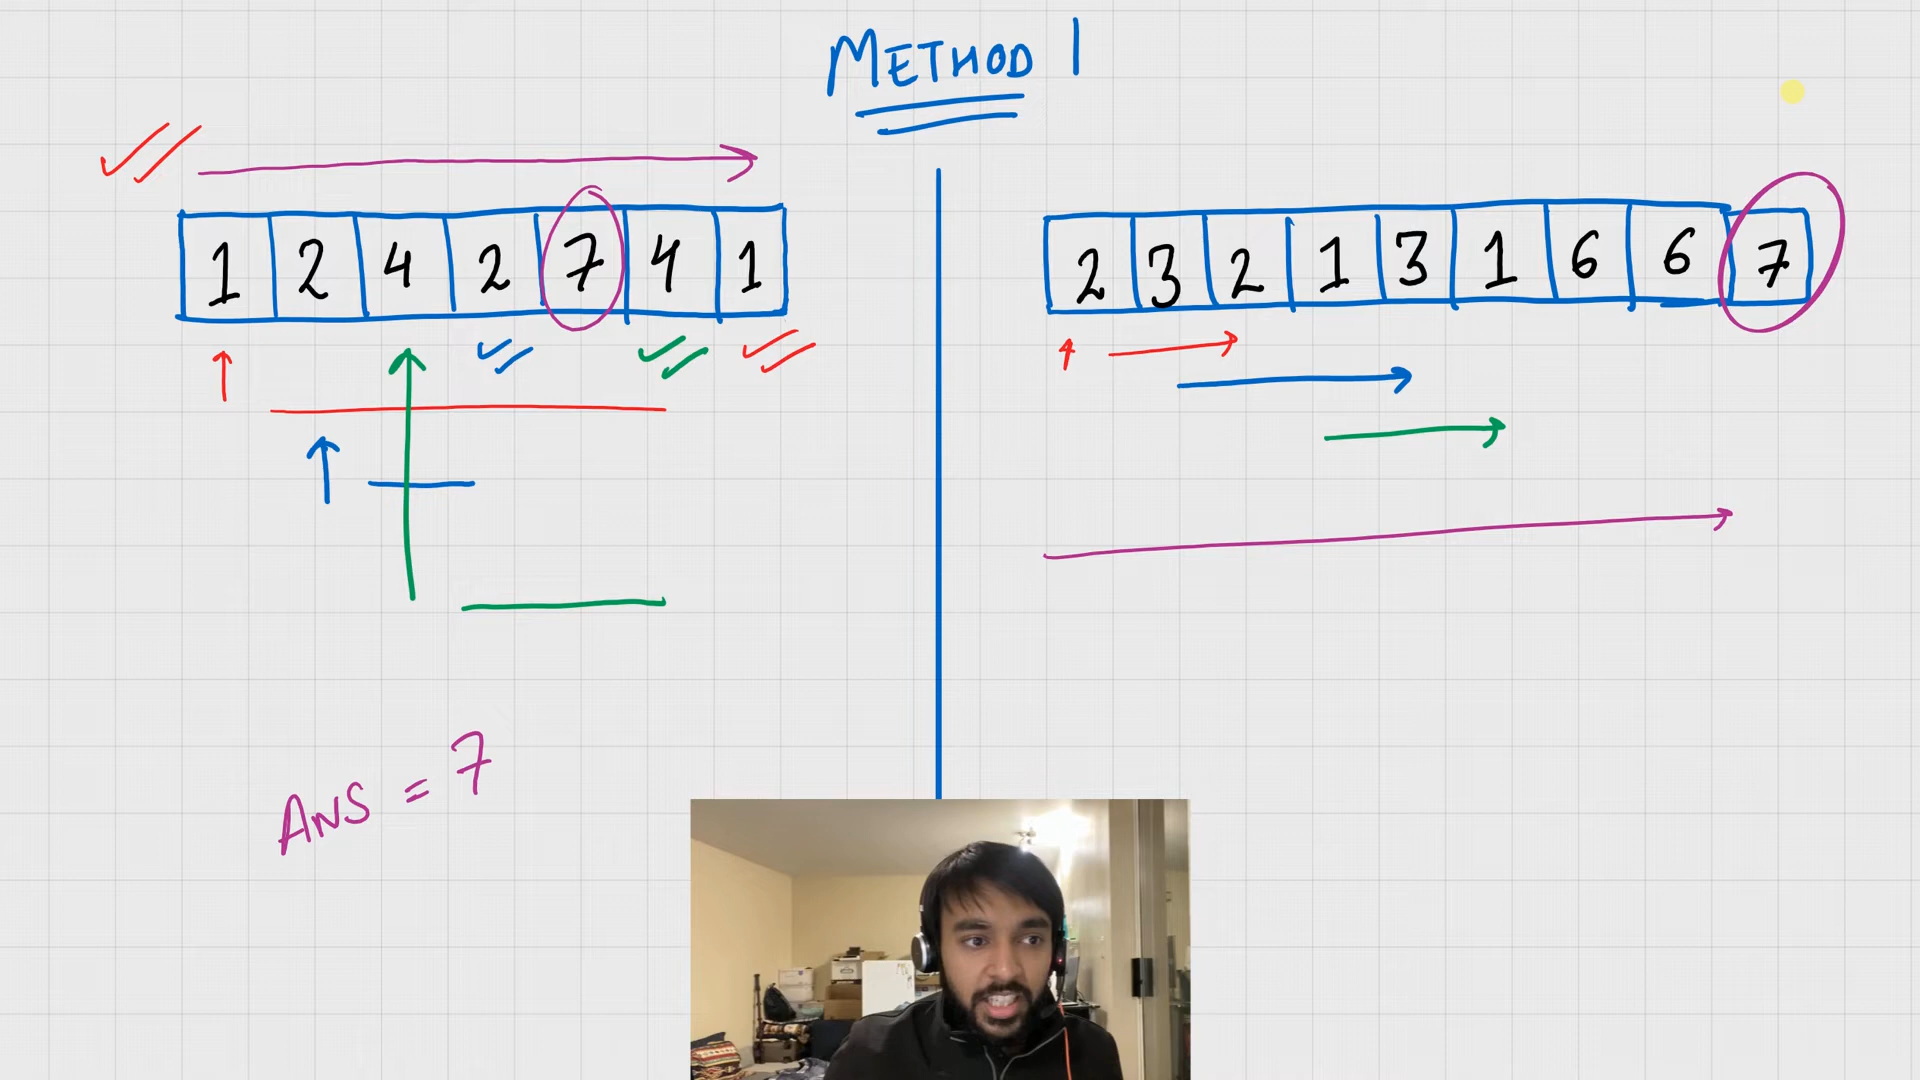 METHOD 1
1 2 4 2 7 4 1
2 3 2 1 3 1 6 6 7
ANS = 7